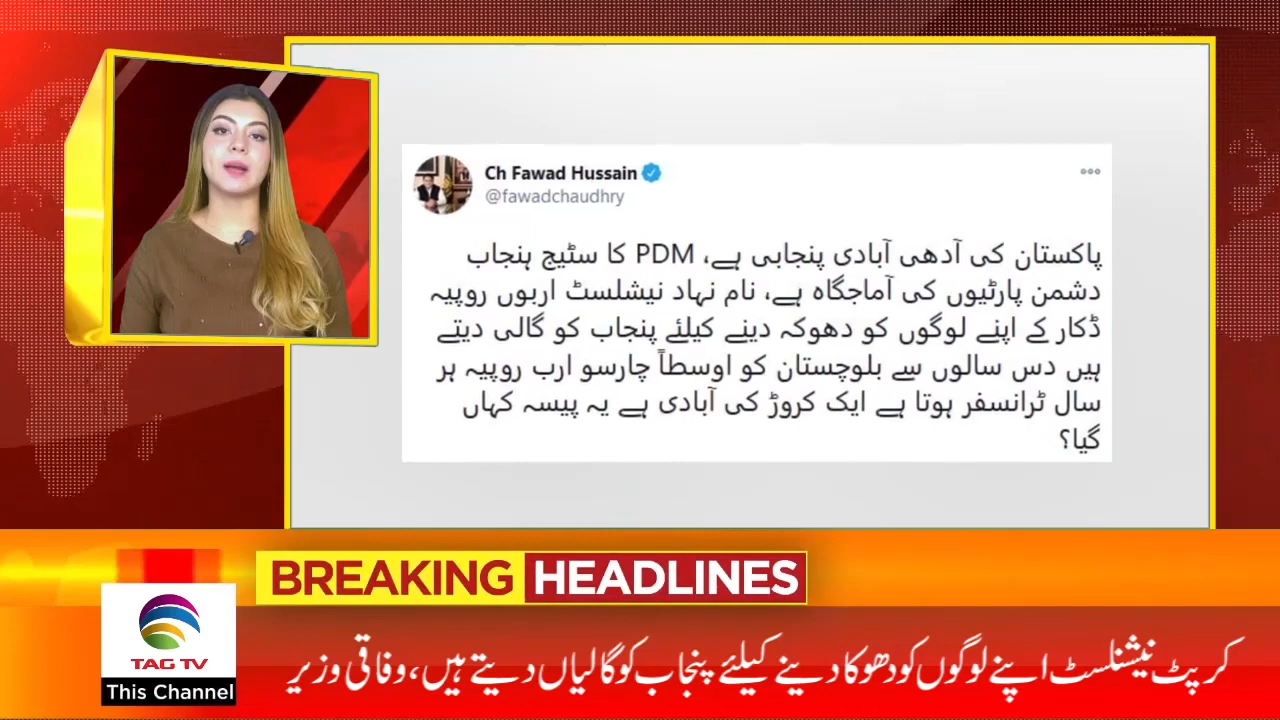 Ch Fawad Hussain
@fawadchaudhry
پاکستان کی آدھی آبادی پنجابی ہے، PDM کا سٹیج ہنجاب
دشمن پارٹیوں کی آماجگاہ ہے، نام نہاد نیشلسٹ اربوں روپیہ
ڈکار کے اپنے لوگوں کو دھوکہ دینے کیلئے پنجاب کو گالی دیتے
ہیں دس سالوں سے بلوچستان کو اوسطاً چارسو ارب روپیہ ہر
سال ٹرانسفر ہوتا ہے ایک کروڑ کی آبادی ہے یہ پیسہ کہاں
گیا؟
BREAKING HEADLINES
TAG TV
This Channel
کرپٹ نیشنلسٹ اپنے لوگوں کو دھوکا دینے کیلئے پنجاب کو گالیاں دیتے ہیں، وفاقی وزیر